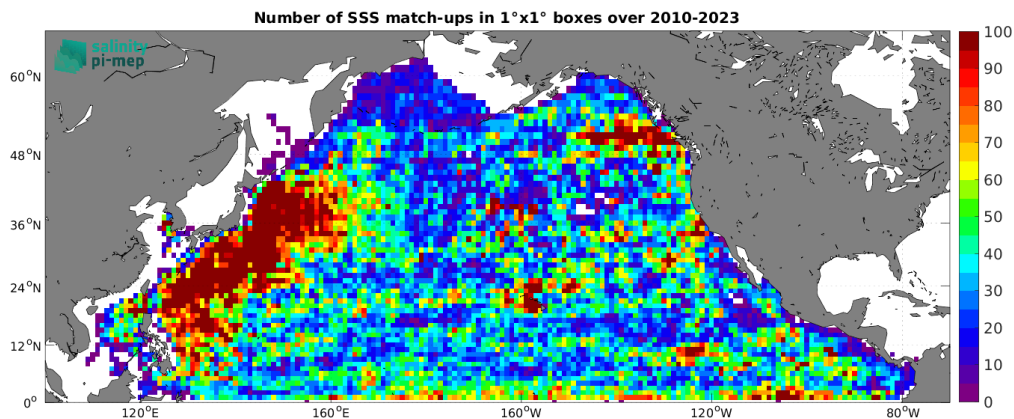 Number of SSS match-ups in 1°x1° boxes over 2010-2023
salinity
pi-mep
60°N
48°N
36°N
24°N
12°N
0°
120°E
160°E
160°W
120°W
80°W
100
90
80
70
60
50
40
30
20
10
0